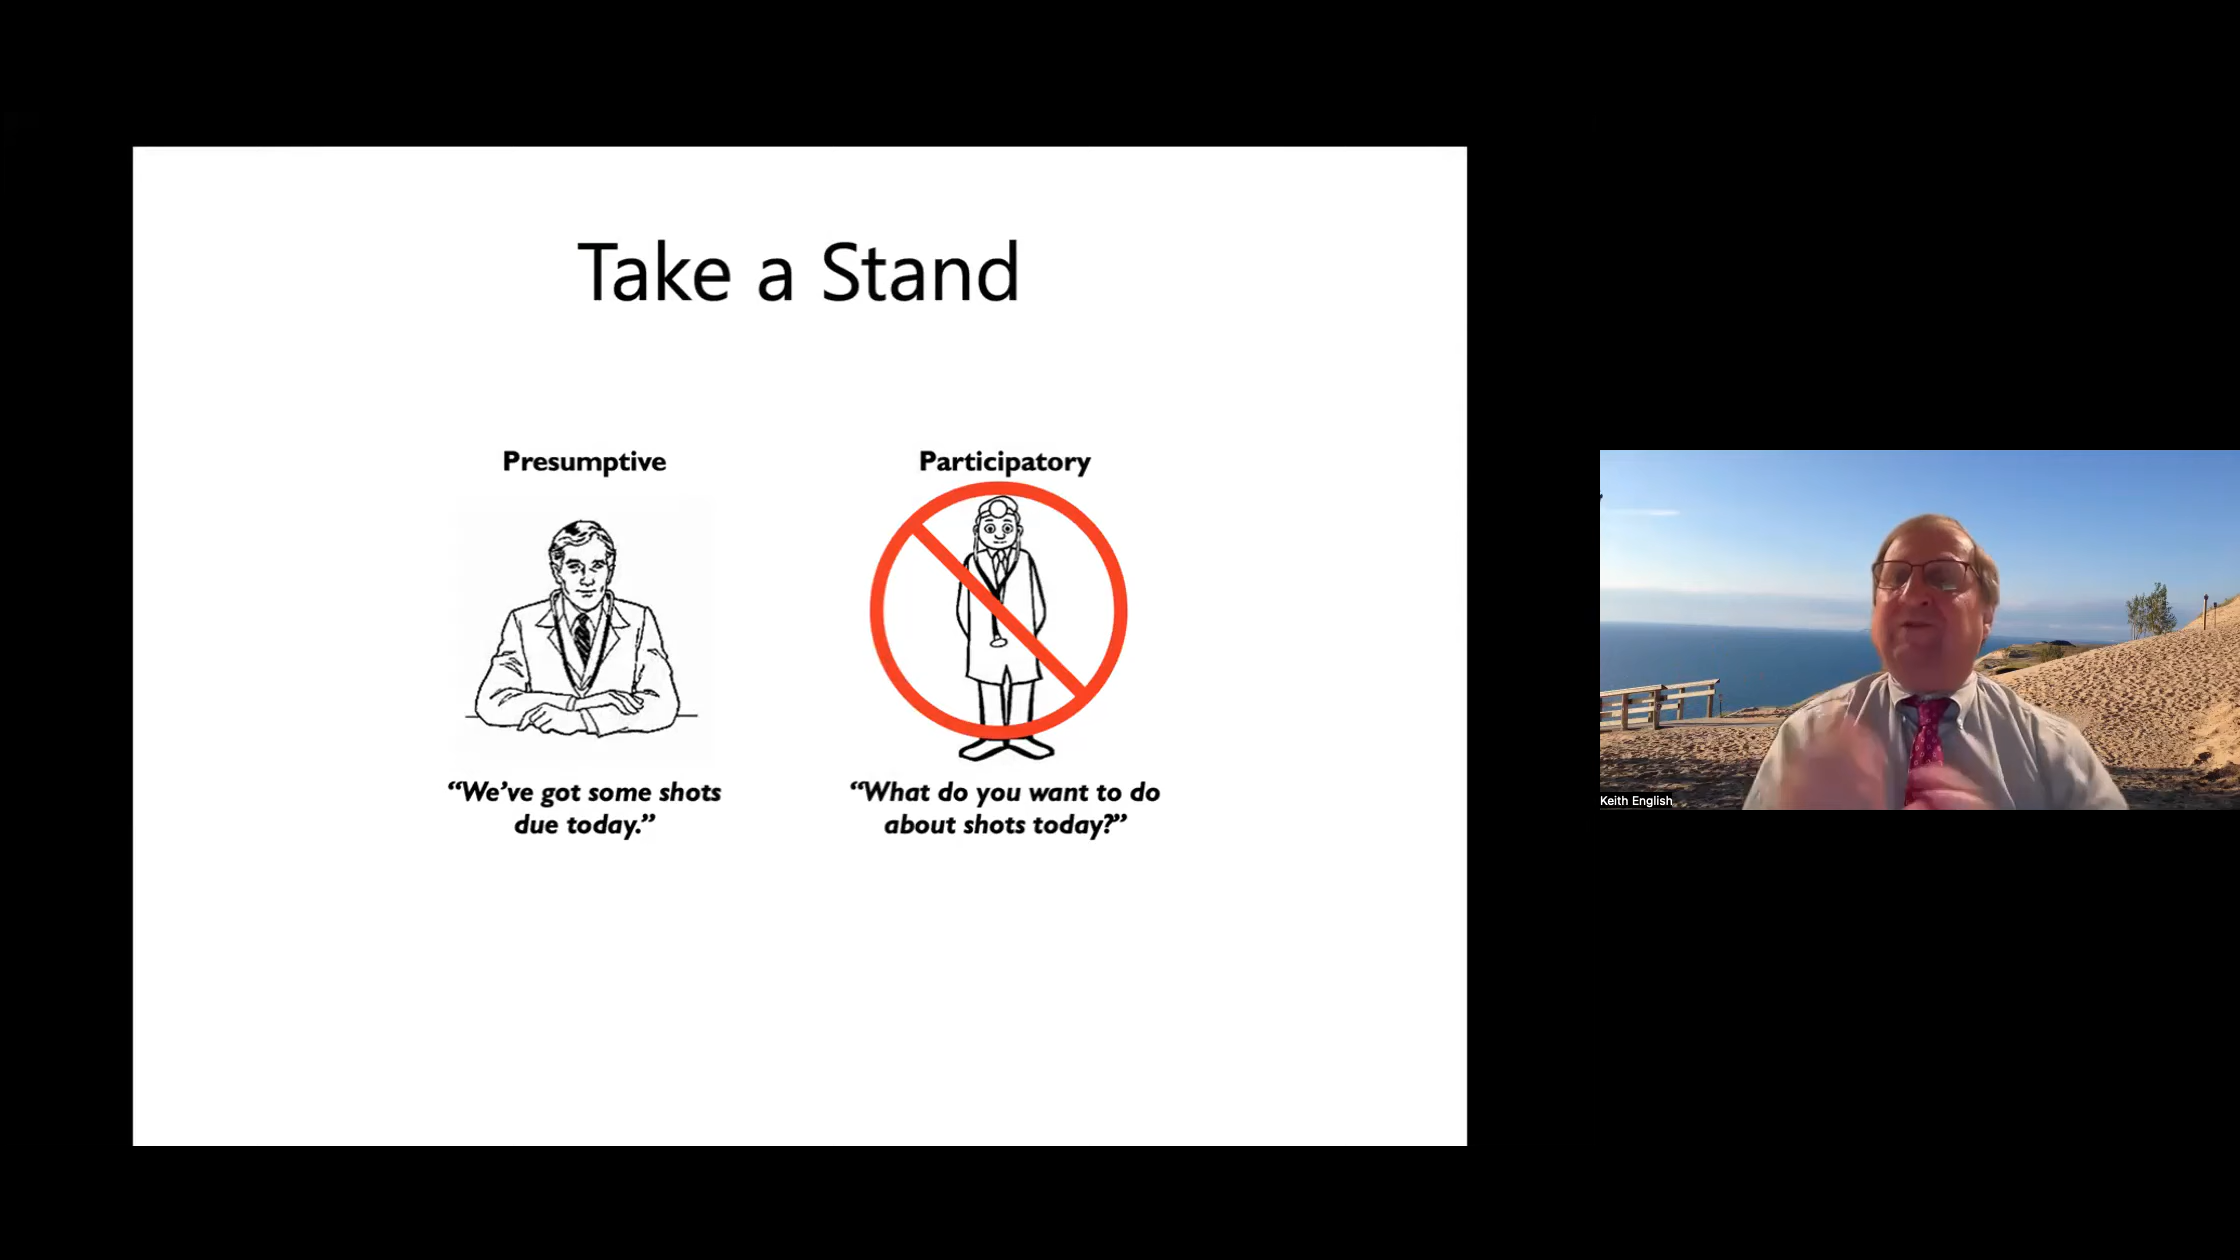 Take a Stand
Presumptive
Participatory
“We’ve got some shots
due today.”
“What do you want to do
about shots today?”
Keith English